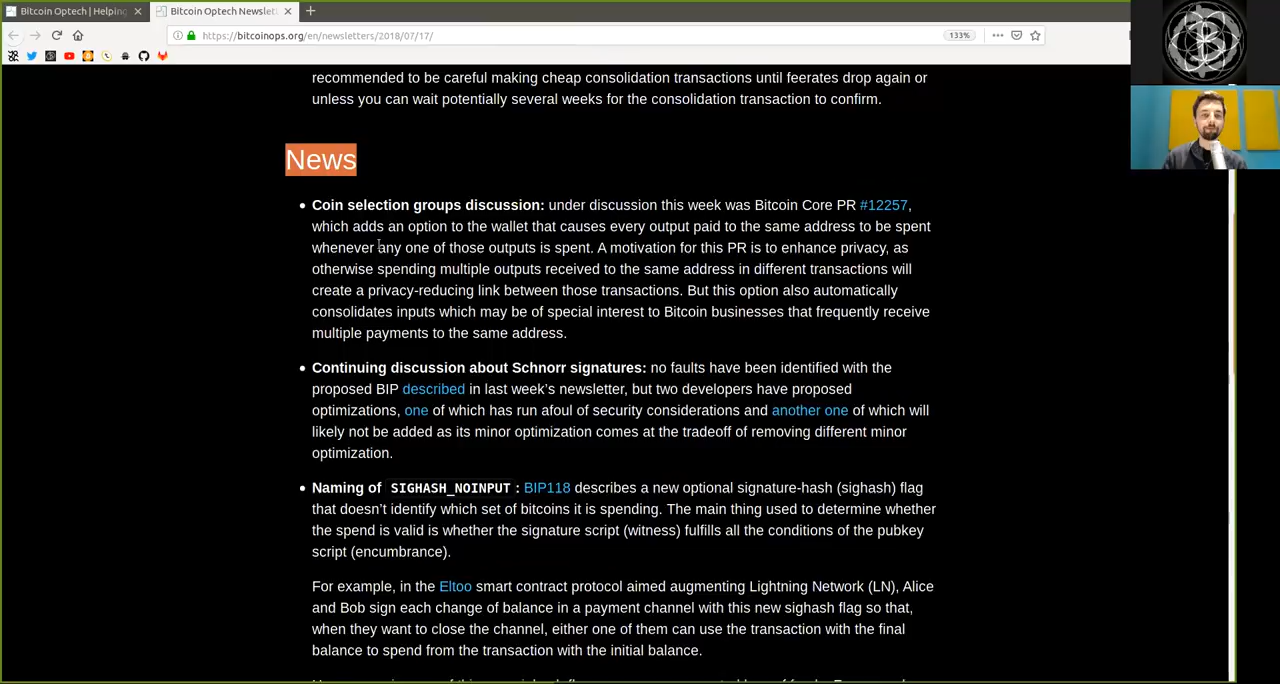 Bitcoin Optech | Helping
Bitcoin Optech Newslet
https://bitcoinops.org/en/newsletters/2018/07/17/
133%
recommended to be careful making cheap consolidation transactions until feerates drop again or
unless you can wait potentially several weeks for the consolidation transaction to confirm.
News
• Coin selection groups discussion: under discussion this week was Bitcoin Core PR #12257,
which adds an option to the wallet that causes every output paid to the same address to be spent
whenever any one of those outputs is spent. A motivation for this PR is to enhance privacy, as
otherwise spending multiple outputs received to the same address in different transactions will
create a privacy-reducing link between those transactions. But this option also automatically
consolidates inputs which may be of special interest to Bitcoin businesses that frequently receive
multiple payments to the same address.
• Continuing discussion about Schnorr signatures: no faults have been identified with the
proposed BIP described in last week's newsletter, but two developers have proposed
optimizations, one of which has run afoul of security considerations and another one of which will
likely not be added as its minor optimization comes at the tradeoff of removing different minor
optimization.
• Naming of SIGHASH_NOINPUT : BIP118 describes a new optional signature-hash (sighash) flag
that doesn't identify which set of bitcoins it is spending. The main thing used to determine whether
the spend is valid is whether the signature script (witness) fulfills all the conditions of the pubkey
script (encumbrance).
For example, in the Eltoo smart contract protocol aimed augmenting Lightning Network (LN), Alice
and Bob sign each change of balance in a payment channel with this new sighash flag so that,
when they want to close the channel, either one of them can use the transaction with the final
balance to spend from the transaction with the initial balance.